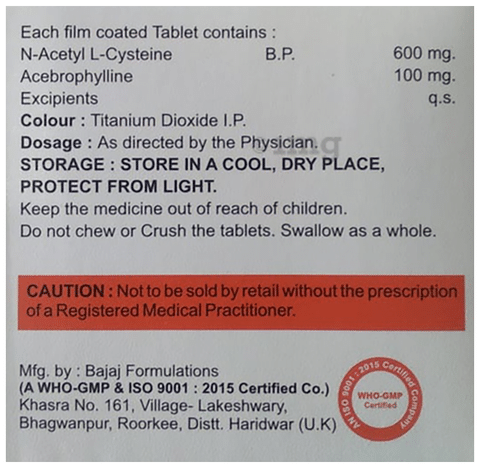 Each film coated Tablet contains :
N-Acetyl L-Cysteine B.P. 600 mg.
Acebrophylline 100 mg.
Excipients q.s.
Colour : Titanium Dioxide I.P.
Dosage : As directed by the Physician.
STORAGE : STORE IN A COOL, DRY PLACE,
PROTECT FROM LIGHT.
Keep the medicine out of reach of children.
Do not chew or Crush the tablets. Swallow as a whole.
CAUTION : Not to be sold by retail without the prescription
of a Registered Medical Practitioner.
Mfg. by : Bajaj Formulations
(A WHO-GMP & ISO 9001 : 2015 Certified Co.)
Khasra No. 161, Village- Lakeshwary,
Bhagwanpur, Roorkee, Distt. Haridwar (U.K)
AN ISO 9001 : 2015 Certified Company
WHO-GMP
Certified